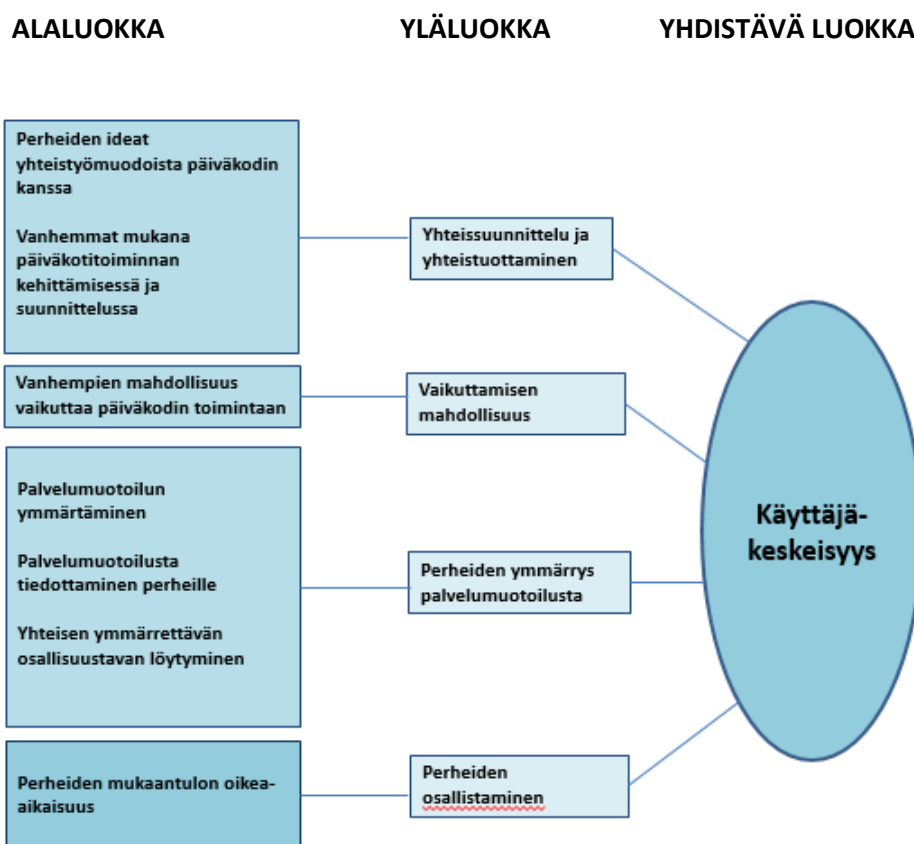 ALALUOKKA YLÄLUOKKA YHDISTÄVÄ LUOKKA
Perheiden ideat
yhteistyömuodoista päiväkodin
kanssa
Vanhemmat mukana
päiväkotitoiminnan
kehittämisessä ja
suunnittelussa
Yhteissuunnittelu ja
yhteistuottaminen
Vanhempien mahdollisuus
vaikuttaa päiväkodin toimintaan
Vaikuttamisen
mahdollisuus
Palvelumuotoilun
ymmärtäminen
Palvelumuotoilusta
tiedottaminen perheille
Yhteisen ymmärrettävän
osallisuustavan löytyminen
Perheiden ymmärrys
palvelumuotoilusta
Perheiden mukaantulon oikea-
aikaisuus
Perheiden
osallistaminen
Käyttäjä-
keskeisyys